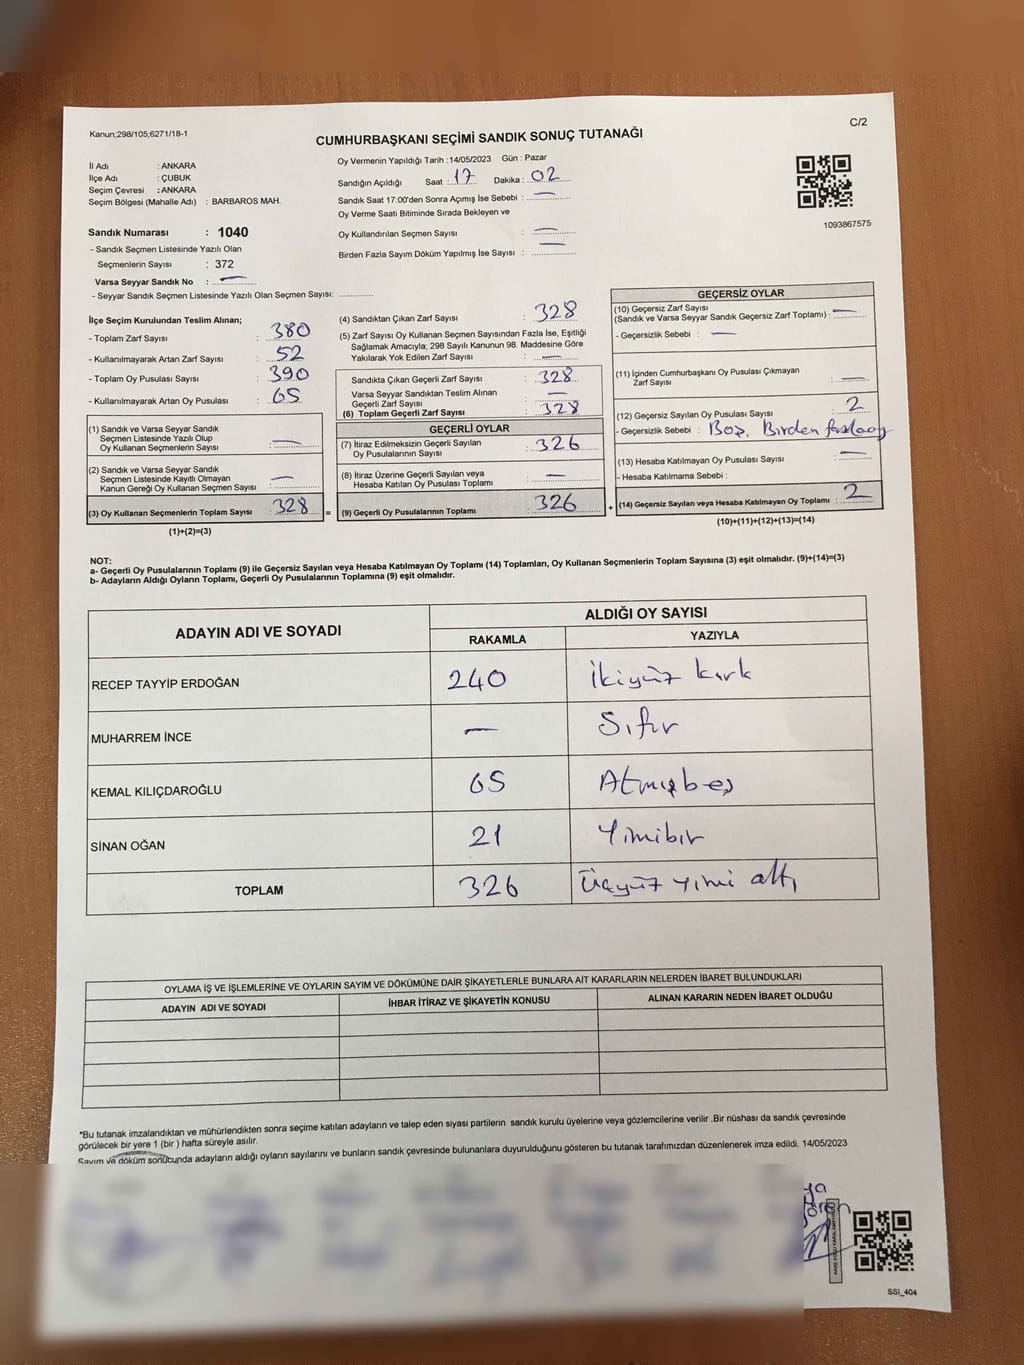 Kanun;298/105;6271/18-1
C/2
CUMHURBAŞKANI SEÇİMİ SANDIK SONUÇ TUTANAĞI
İl Adı : ANKARA
İlçe Adı : ÇUBUK
Seçim Çevresi : ANKARA
Seçim Bölgesi (Mahalle Adı) : BARBAROS MAH.
Sandık Numarası : 1040
- Sandık Seçmen Listesinde Yazılı Olan
Seçmenlerin Sayısı : 372
Varsa Seyyar Sandık No : —
- Seyyar Sandık Seçmen Listesinde Yazılı Olan Seçmen Sayısı:
Oy Vermenin Yapıldığı Tarih :14/05/2023 Gün : Pazar
Sandığın Açıldığı Saat : 17 Dakika : 02
Sandık Saat 17:00'den Sonra Açımış İse Sebebi : —
Oy Verme Saati Bitiminde Sırada Bekleyen ve
Oy Kullandırılan Seçmen Sayısı : —
Birden Fazla Sayım Döküm Yapılmış İse Sayısı : —
1093867575
İlçe Seçim Kurulundan Teslim Alınan;
- Toplam Zarf Sayısı : 380
- Kullanılmayarak Artan Zarf Sayısı : 52
- Toplam Oy Pusulası Sayısı : 390
- Kullanılmayarak Artan Oy Pusulası : 65
(1) Sandık ve Varsa Seyyar Sandık
Seçmen Listesinde Yazılı Olup
Oy Kullanan Seçmenlerin Sayısı : —
(2) Sandık ve Varsa Seyyar Sandık
Seçmen Listesinde Kayıtlı Olmayan
Kanun Gereği Oy Kullanan Seçmen Sayısı : —
(3) Oy Kullanan Seçmenlerin Toplam Sayısı : 328 =
(1)+(2)=(3)
(4) Sandıktan Çıkan Zarf Sayısı : 328
(5) Zarf Sayısı Oy Kullanan Seçmen Sayısından Fazla İse, Eşitliği
Sağlamak Amacıyla; 298 Sayılı Kanunun 98. Maddesine Göre
Yakılarak Yok Edilen Zarf Sayısı : —
Sandıkta Çıkan Geçerli Zarf Sayısı : 328
Varsa Seyyar Sandıktan Teslim Alınan
Geçerli Zarf Sayısı : —
(6) Toplam Geçerli Zarf Sayısı : 328
GEÇERLİ OYLAR
(7) İtiraz Edilmeksizin Geçerli Sayılan
Oy Pusulalarının Sayısı : 326
(8) İtiraz Üzerine Geçerli Sayılan veya
Hesaba Katılan Oy Pusulası Toplamı : —
(9) Geçerli Oy Pusulalarının Toplamı : 326 +
GEÇERSİZ OYLAR
(10) Geçersiz Zarf Sayısı
(Sandık ve Varsa Seyyar Sandık Geçersiz Zarf Toplamı) : —
- Geçersizlik Sebebi : —
(11) İçinden Cumhurbaşkanı Oy Pusulası Çıkmayan
Zarf Sayısı : —
(12) Geçersiz Sayılan Oy Pusulası Sayısı : 2
- Geçersizlik Sebebi : Boş, Birden fazla oy
(13) Hesaba Katılmayan Oy Pusulası Sayısı : —
- Hesaba Katılmama Sebebi :
(14) Geçersiz Sayılan veya Hesaba Katılmayan Oy Toplamı : 2
(10)+(11)+(12)+(13)=(14)
NOT:
a- Geçerli Oy Pusulalarının Toplamı (9) ile Geçersiz Sayılan veya Hesaba Katılmayan Oy Toplamı (14) Toplamları, Oy Kullanan Seçmenlerin Toplam Sayısına (3) eşit olmalıdır. (9)+(14)=(3)
b- Adayların Aldığı Oyların Toplamı, Geçerli Oy Pusulalarının Toplamına (9) eşit olmalıdır.
ADAYIN ADI VE SOYADI
ALDIĞI OY SAYISI
RAKAMLA YAZIYLA
RECEP TAYYİP ERDOĞAN 240 İkiyüz kırk
MUHARREM İNCE — Sıfır
KEMAL KILIÇDAROĞLU 65 Atmışbeş
SİNAN OĞAN 21 Yimibir
TOPLAM 326 Üçyüz yimi altı
OYLAMA İŞ VE İŞLEMLERİNE VE OYLARIN SAYIM VE DÖKÜMÜNE DAİR ŞİKAYETLERLE BUNLARA AİT KARARLARIN NELERDEN İBARET BULUNDUKLARI
ADAYIN ADI VE SOYADI İHBAR İTİRAZ VE ŞİKAYETİN KONUSU ALINAN KARARIN NEDEN İBARET OLDUĞU
*Bu tutanak imzalandıktan ve mühürlendikten sonra seçime katılan adayların ve talep eden siyasi partilerin sandık kurulu üyelerine veya gözlemcilerine verilir .Bir nüshası da sandık çevresinde
görülecek bir yere 1 (bir ) hafta süreyle asılır.
Sayım ve döküm sonucunda adayların aldığı oyların sayılarını ve bunların sandık çevresinde bulunanlara duyurulduğunu gösteren bu tutanak tarafımızdan düzenlenerek imza edildi. 14/05/2023
SSI_404